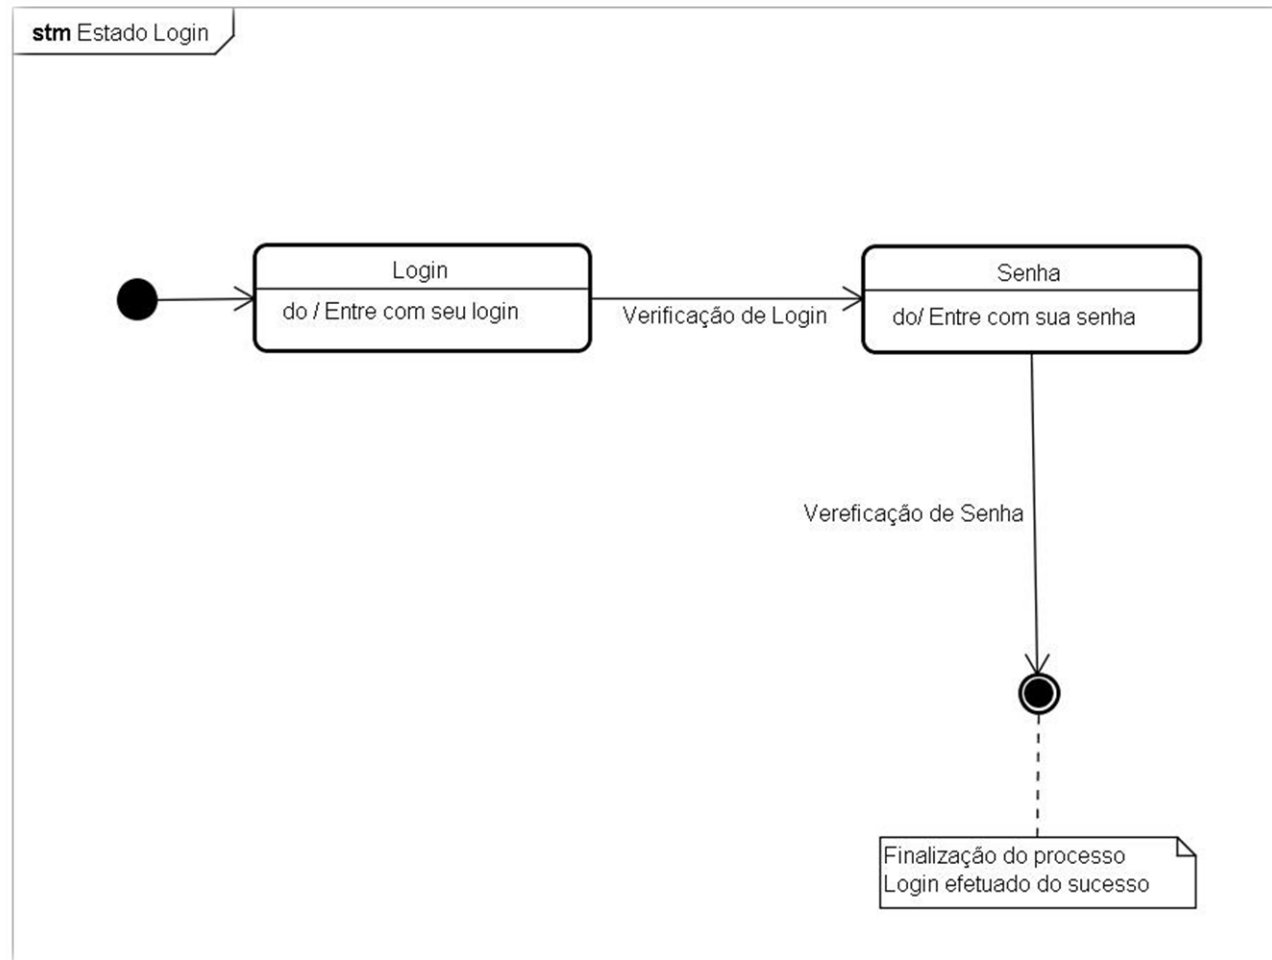 stm Estado Login
Login
do / Entre com seu login
Verificação de Login
Senha
do/ Entre com sua senha
Vereficação de Senha
Finalização do processo
Login efetuado do sucesso